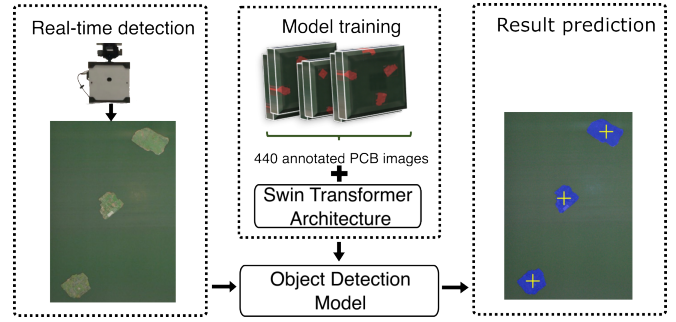 Real-time detection
Model training
440 annotated PCB images
Swin Transformer
Architecture
Object Detection
Model
Result prediction